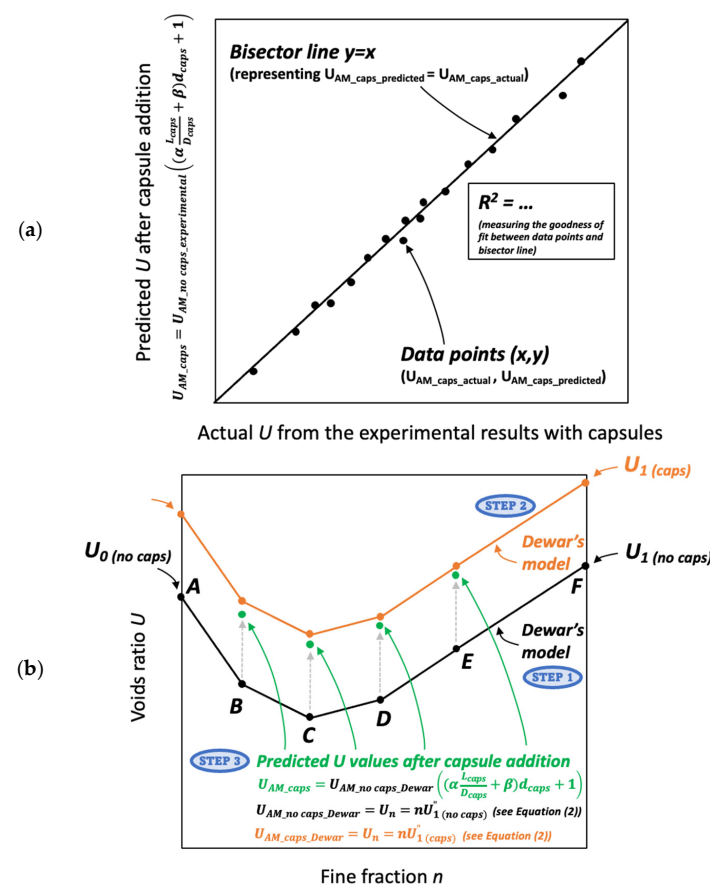 (a)
Predicted U after capsule addition
U_AM_caps = U_AM_no caps_experimental ((α L_caps/D_caps + β)d_caps + 1)
Bisector line y=x
(representing U_AM_caps_predicted = U_AM_caps_actual)
R² = ...
(measuring the goodness of
fit between data points and
bisector line)
Data points (x,y)
(U_AM_caps_actual , U_AM_caps_predicted)
Actual U from the experimental results with capsules
(b)
Voids ratio U
U₁ (caps)
STEP 2
Dewar's
model
U₀ (no caps)
U₁ (no caps)
A
F
Dewar's
model
E
STEP 1
B
D
C
STEP 3
Predicted U values after capsule addition
U_AM_caps = U_AM_no caps_Dewar ((α L_caps/D_caps + β)d_caps + 1)
U_AM_no caps_Dewar = U_n = nU″_1 (no caps) (see Equation (2))
U_AM_caps_Dewar = U_n = nU″_1 (caps) (see Equation (2))
Fine fraction n